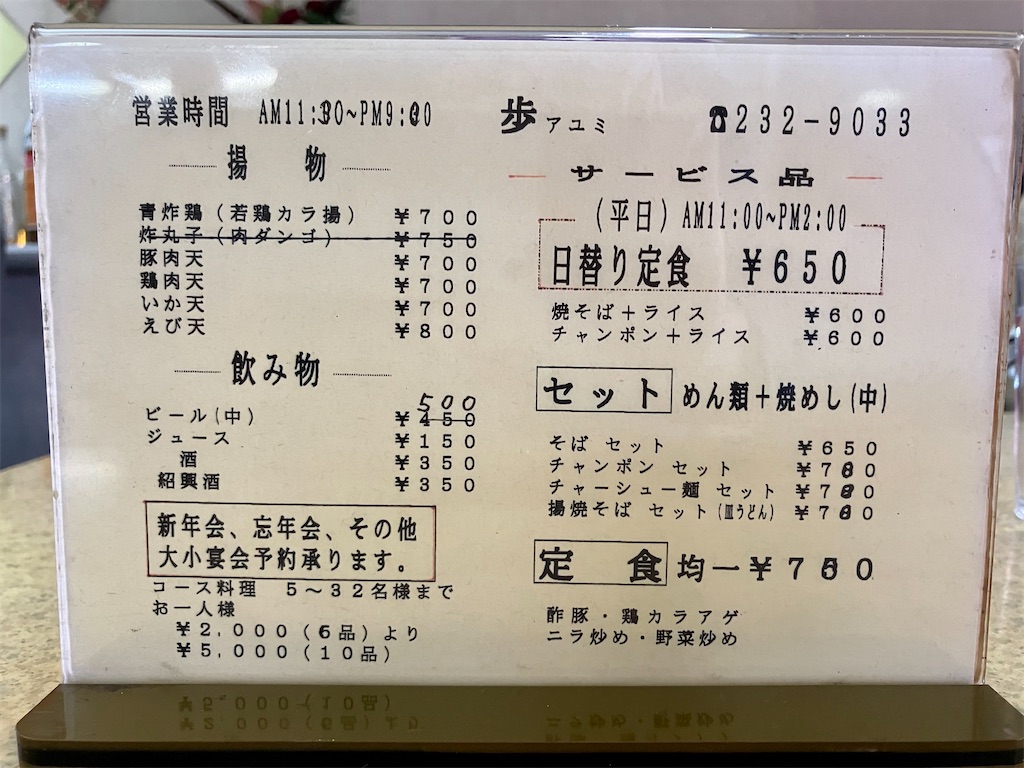 営業時間 AM11:30~PM9:00
揚 物
青炸鶏(若鶏カラ揚) ¥700
炸丸子(肉ダンゴ) ¥750
豚肉天 ¥700
鶏肉天 ¥700
いか天 ¥700
えび天 ¥800
飲み物
500
ビール(中) ¥450
ジュース ¥150
酒 ¥350
紹興酒 ¥350
新年会、忘年会、その他
大小宴会予約承ります。
コース料理 5～32名様まで
お一人様
¥2,000(6品)より
¥5,000(10品)
歩 アユミ ☎232-9033
サービス品
(平日)AM11:00~PM2:00
日替り定食 ¥650
焼そば+ライス ¥600
チャンポン+ライス ¥600
セット めん類+焼めし(中)
そば セット ¥650
チャンポン セット
チャーシュー麺 セット
揚焼そば セット(皿うどん)
定 食 均一
酢豚・鶏カラアゲ
ニラ炒め・野菜炒め